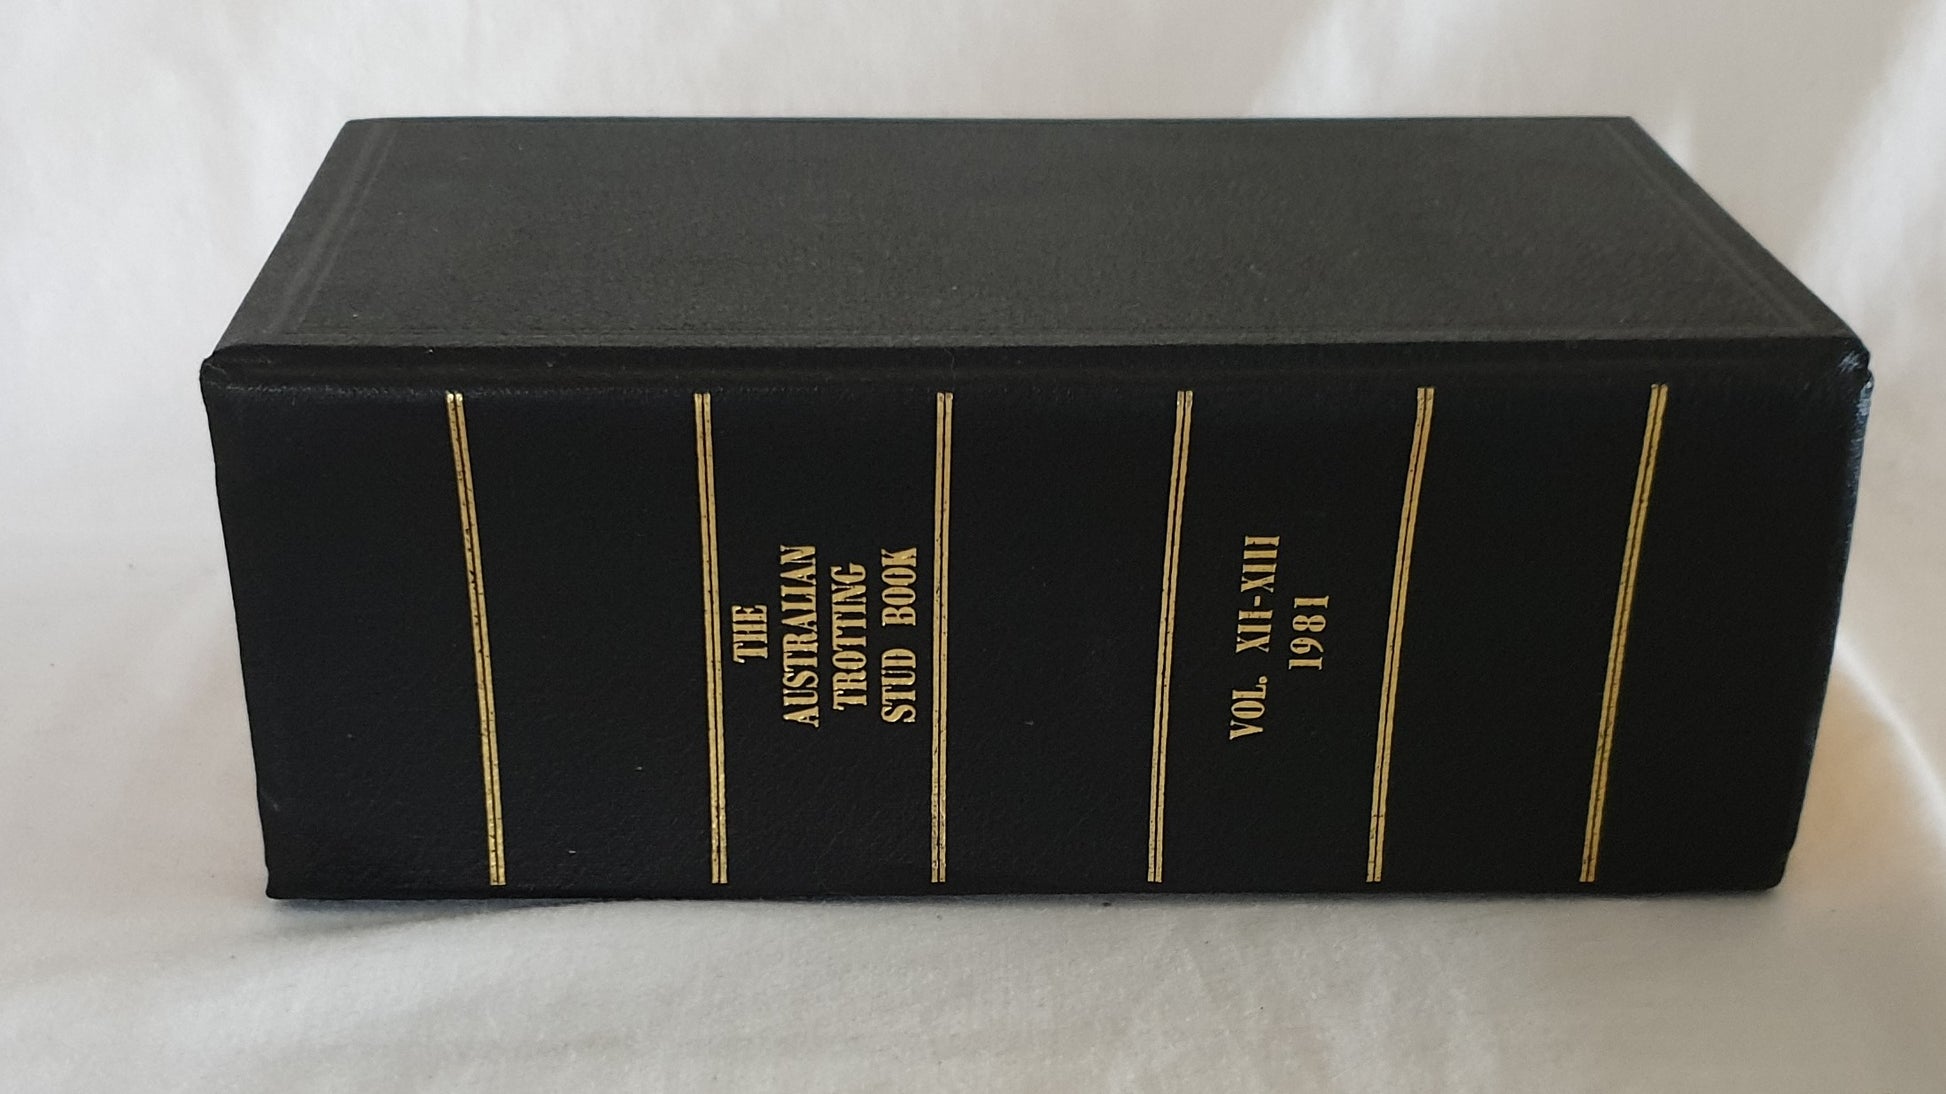 THE
AUSTRALIAN
TROTTING
STUD BOOK
VOL. XII-XIII
1981